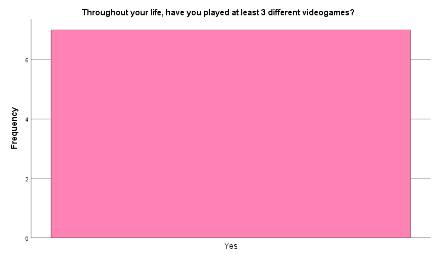 Throughout your life, have you played at least 3 different videogames?
6
4
2
0
Frequency
Yes